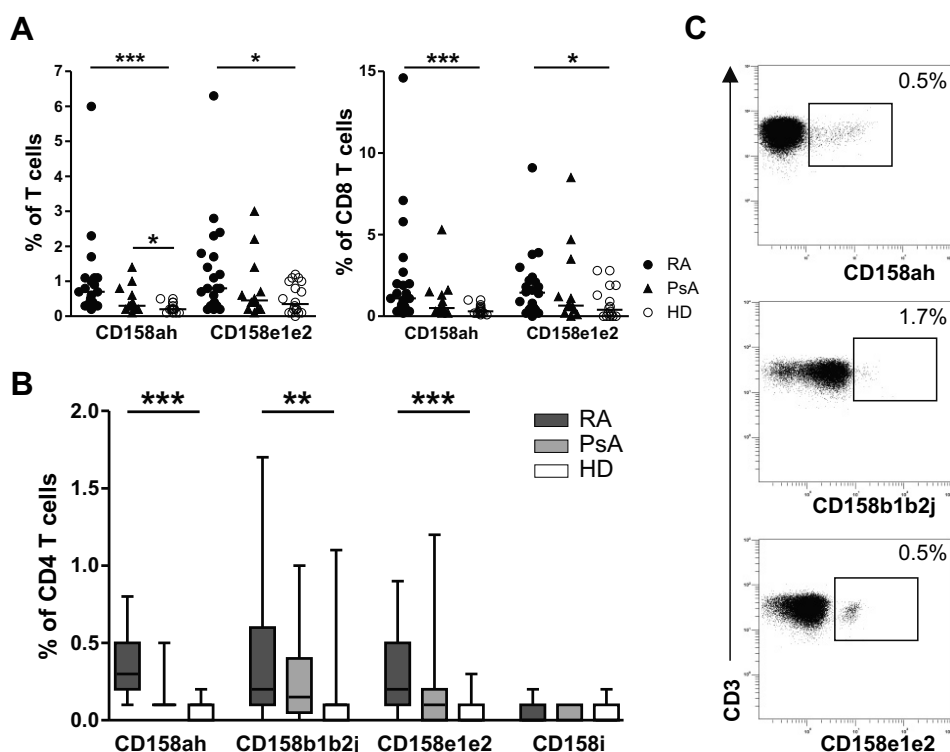 A
*** *
7
6
5
4
3
2
1
0
% of T cells
*
CD158ah CD158e1e2
*** *
15
10
5
0
% of CD8 T cells
CD158ah CD158e1e2
RA
PsA
HD
B
*** ** ***
2.0
1.5
1.0
0.5
0.0
% of CD4 T cells
RA
PsA
HD
CD158ah CD158b1b2j CD158e1e2 CD158i
C
0.5%
CD158ah
1.7%
CD158b1b2j
0.5%
CD158e1e2
CD3